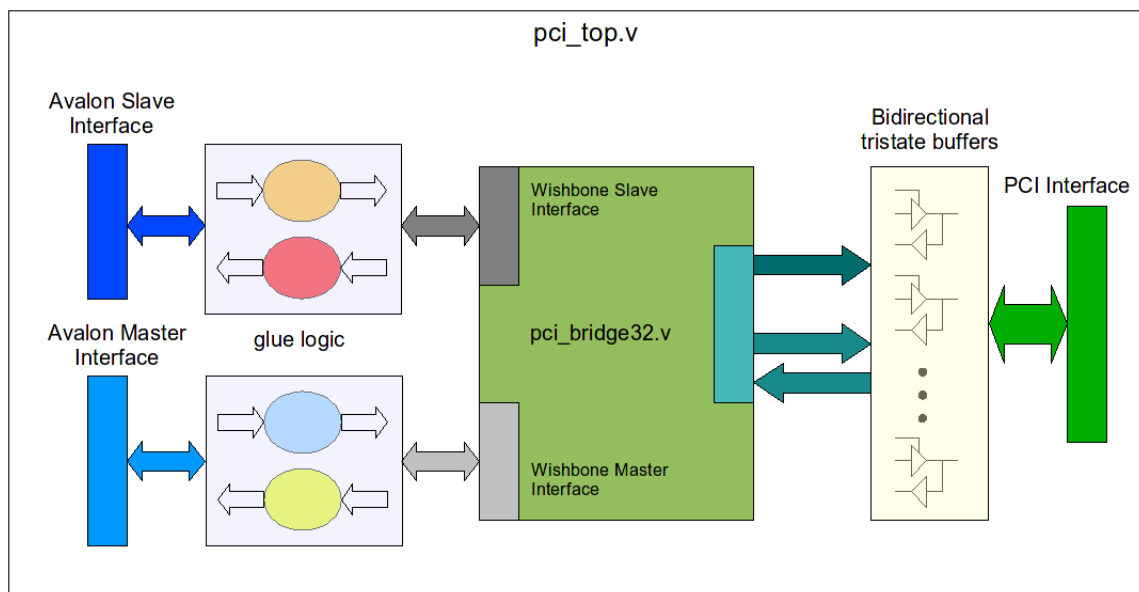 pci_top.v
Avalon Slave
Interface
Bidirectional
tristate buffers
PCI Interface
Wishbone Slave
Interface
Avalon Master
Interface
glue logic
pci_bridge32.v
Wishbone Master
Interface